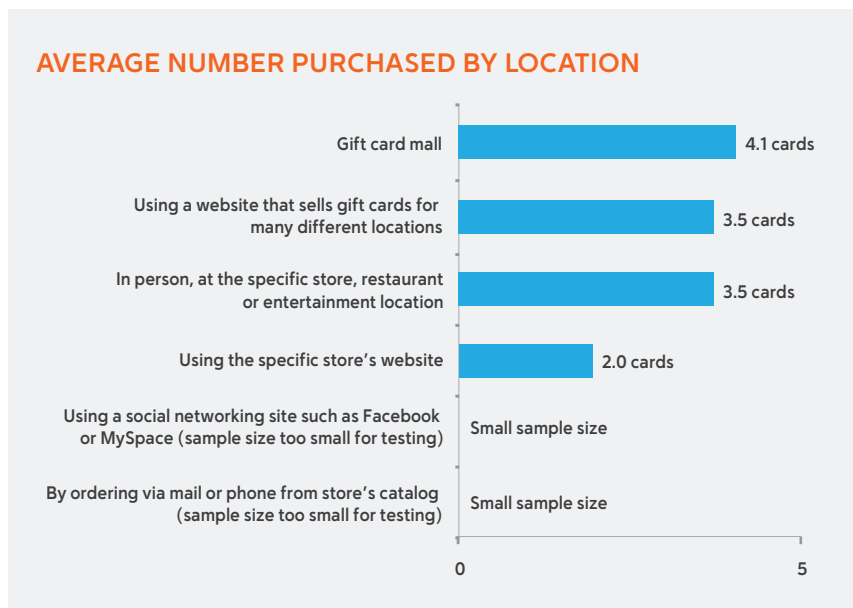 AVERAGE NUMBER PURCHASED BY LOCATION
Gift card mall
4.1 cards
Using a website that sells gift cards for
many different locations
3.5 cards
In person, at the specific store, restaurant
or entertainment location
3.5 cards
Using the specific store’s website
2.0 cards
Using a social networking site such as Facebook
or MySpace (sample size too small for testing)
Small sample size
By ordering via mail or phone from store’s catalog
(sample size too small for testing)
Small sample size
0
5